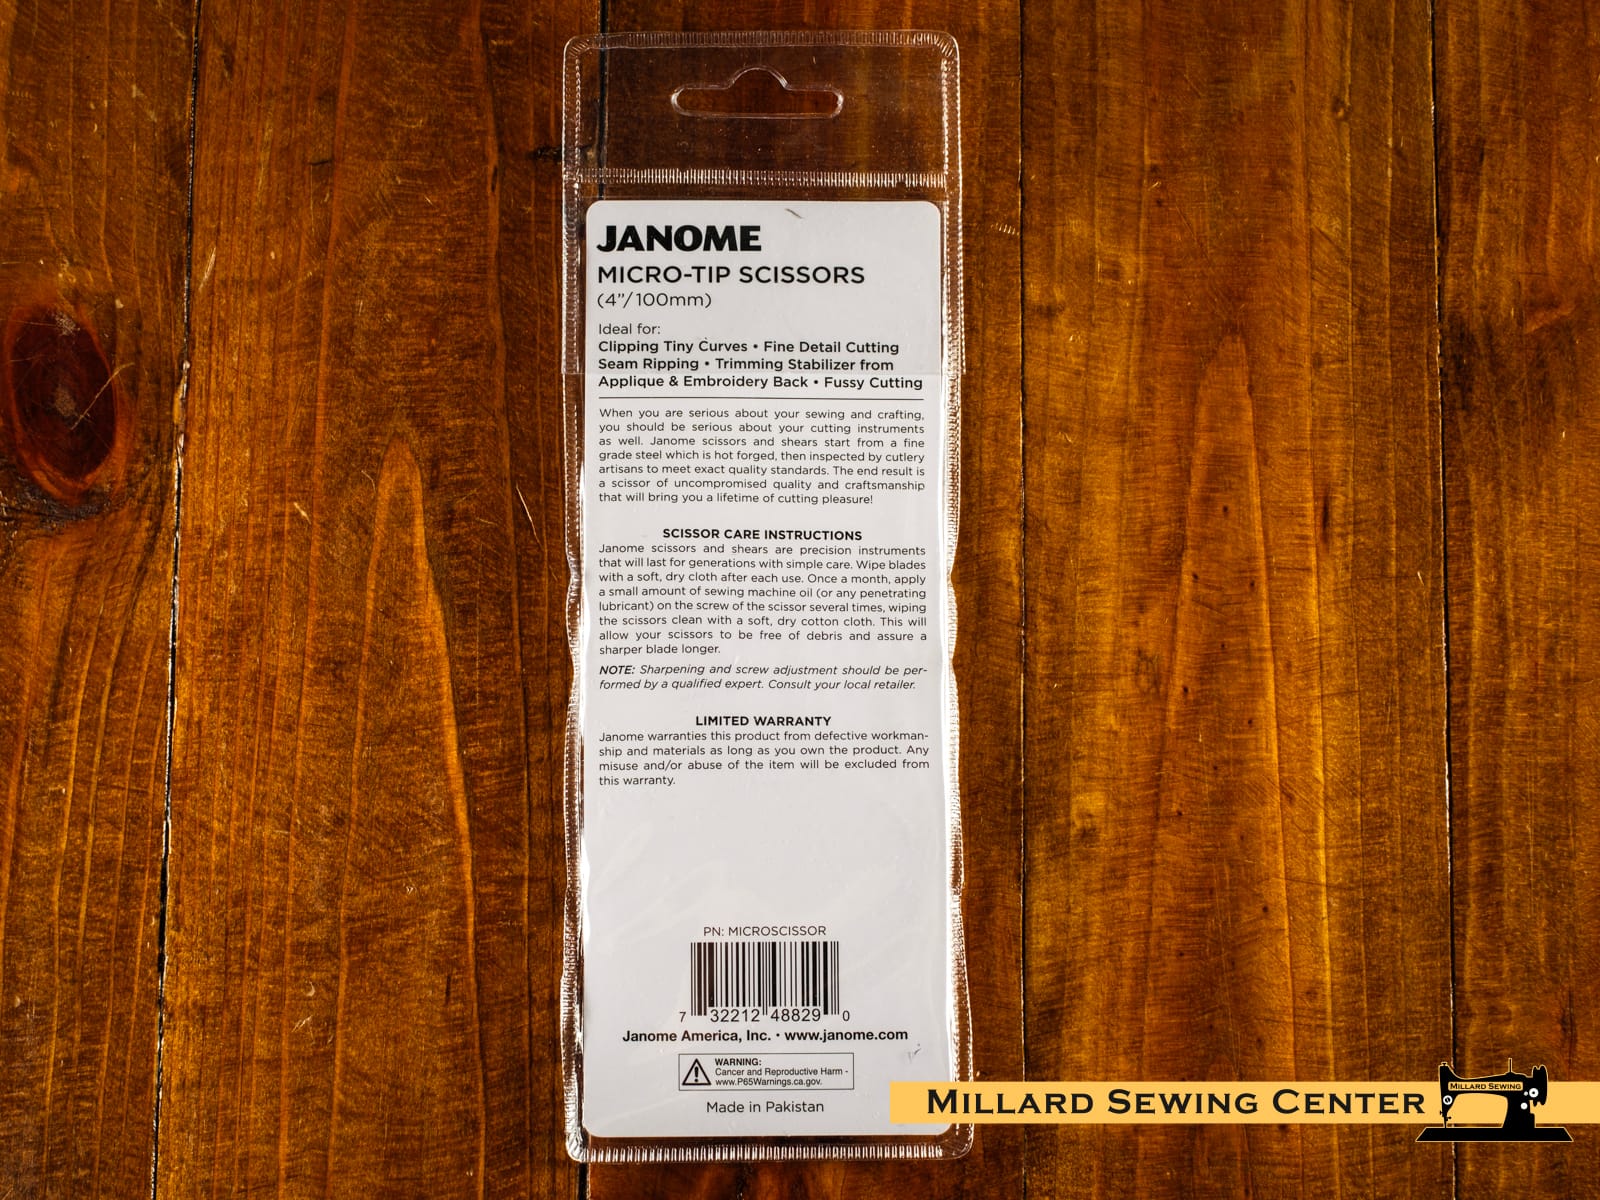 JANOME
MICRO-TIP SCISSORS
(4”/100mm)
Ideal for:
Clipping Tiny Curves • Fine Detail Cutting
Seam Ripping • Trimming Stabilizer from
Applique & Embroidery Back • Fussy Cutting
When you are serious about your sewing and crafting,
you should be serious about your cutting instruments
as well. Janome scissors and shears start from a fine
grade steel which is hot forged, then inspected by cutlery
artisans to meet exact quality standards. The end result is
a scissor of uncompromised quality and craftsmanship
that will bring you a lifetime of cutting pleasure!
SCISSOR CARE INSTRUCTIONS
Janome scissors and shears are precision instruments
that will last for generations with simple care. Wipe blades
with a soft, dry cloth after each use. Once a month, apply
a small amount of sewing machine oil (or any penetrating
lubricant) on the screw of the scissor several times, wiping
the scissors clean with a soft, dry cotton cloth. This will
allow your scissors to be free of debris and assure a
sharper blade longer.
NOTE: Sharpening and screw adjustment should be per-
formed by a qualified expert. Consult your local retailer.
LIMITED WARRANTY
Janome warranties this product from defective workman-
ship and materials as long as you own the product. Any
misuse and/or abuse of the item will be excluded from
this warranty.
PN: MICROSCISSOR
7 32212 48829 0
Janome America, Inc. • www.janome.com
WARNING:
Cancer and Reproductive Harm -
www.P65Warnings.ca.gov.
Made in Pakistan
MILLARD SEWING CENTER
MILLARD SEWING